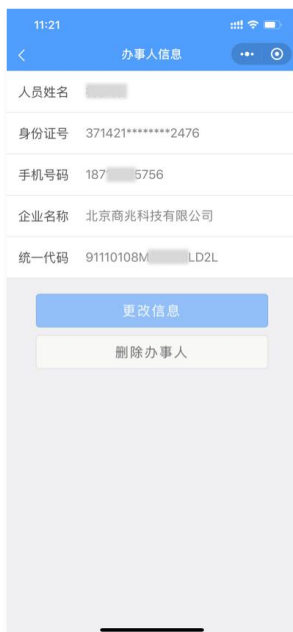 11:21
办事人信息
人员姓名
身份证号 371421********2476
手机号码 187 5756
企业名称 北京商兆科技有限公司
统一代码 91110108M LD2L
更改信息
删除办事人